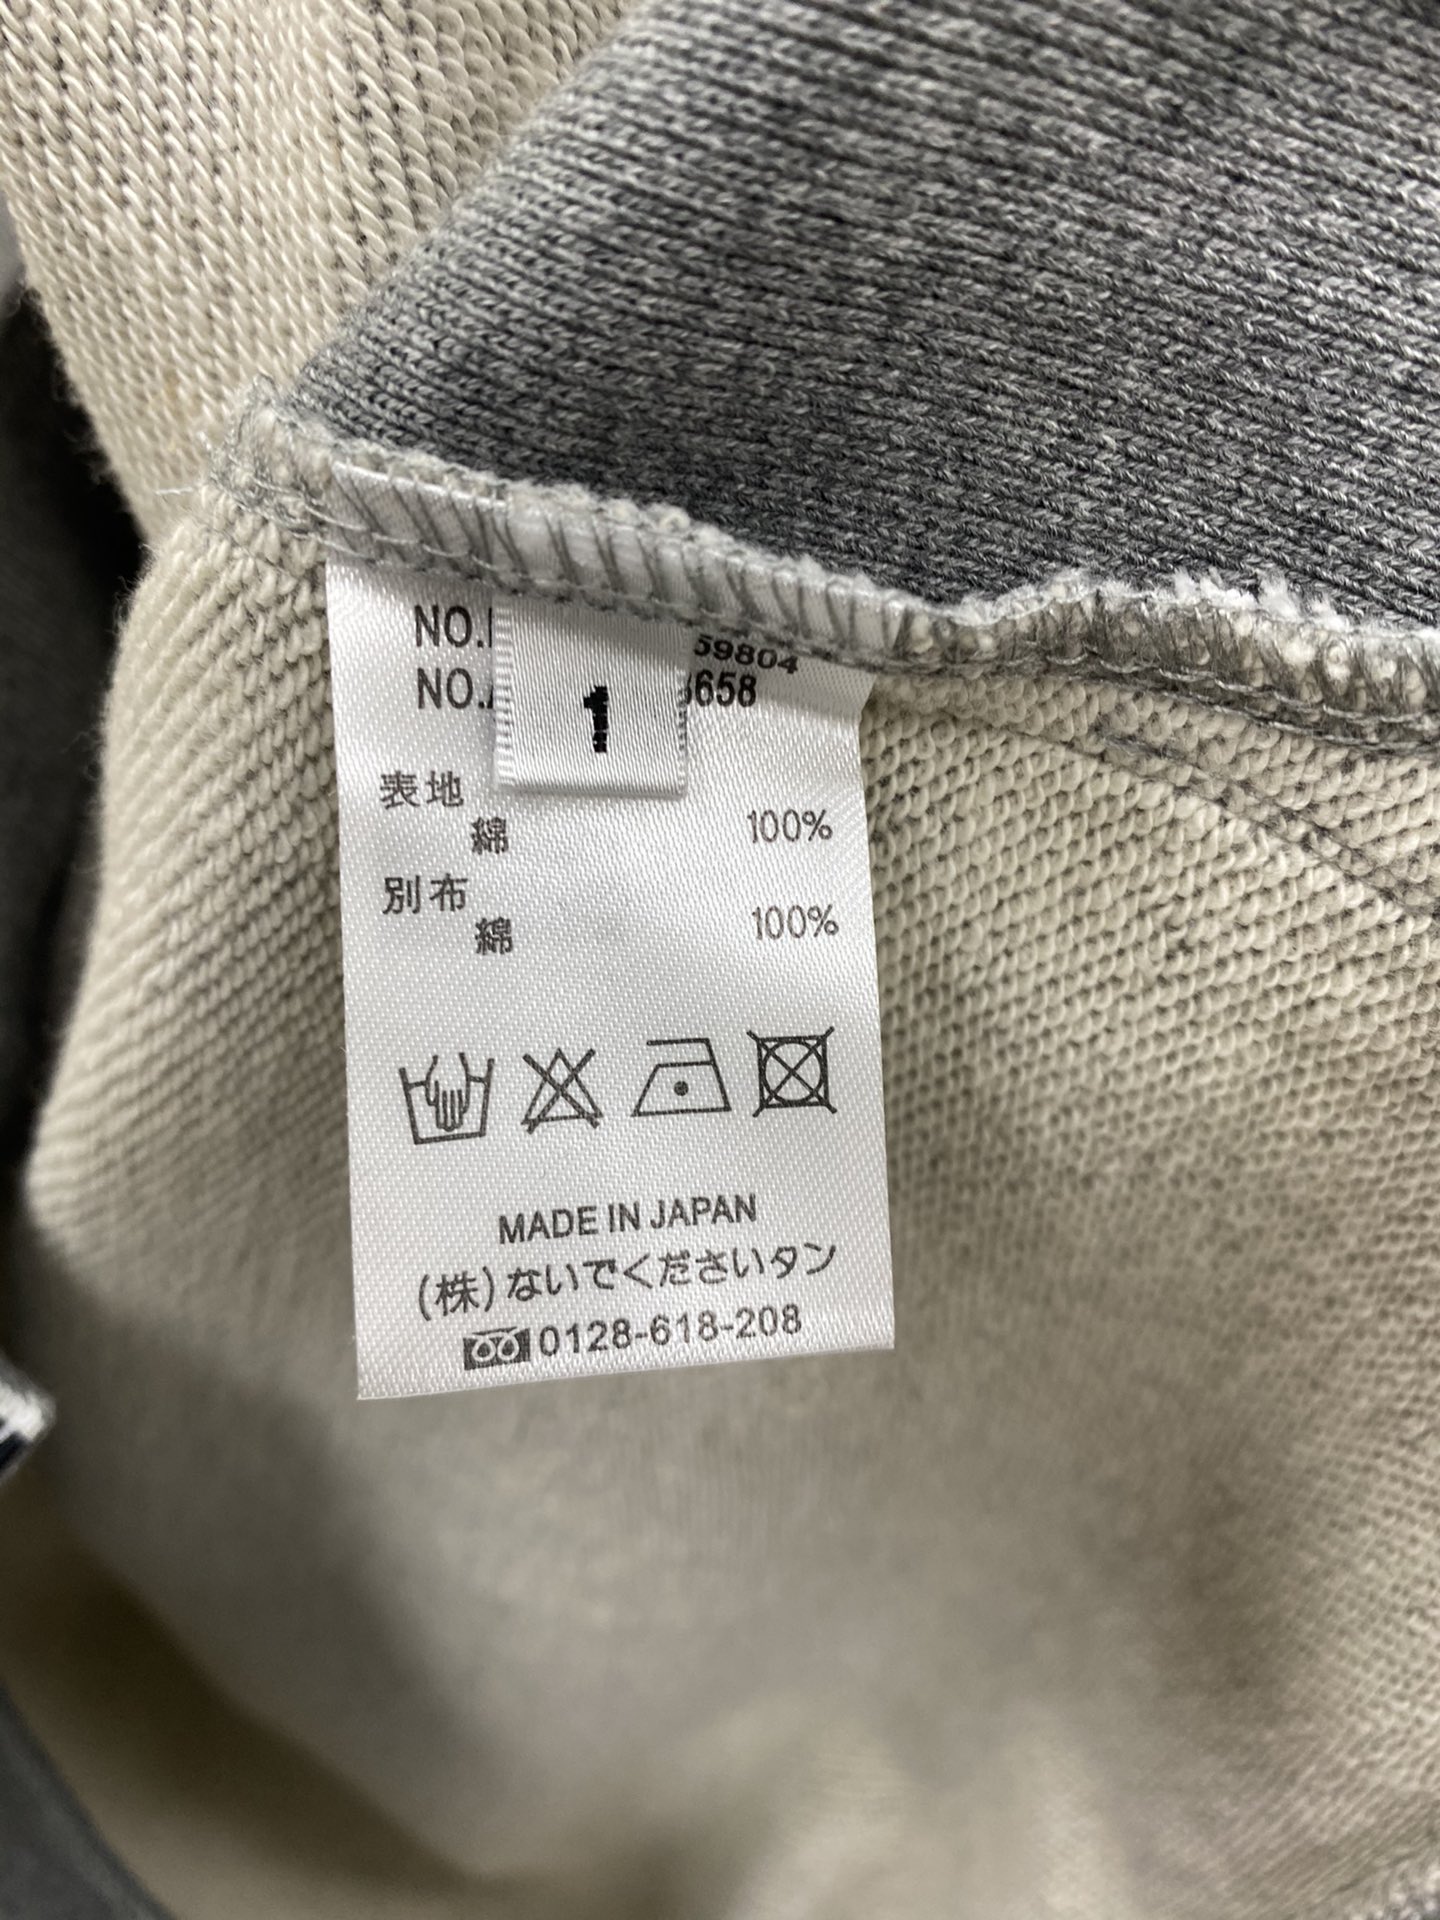 NO.
59804
NO.
658
1
表地
綿 100%
別布
綿 100%
MADE IN JAPAN
(株)ないでくださいタン
0128-618-208